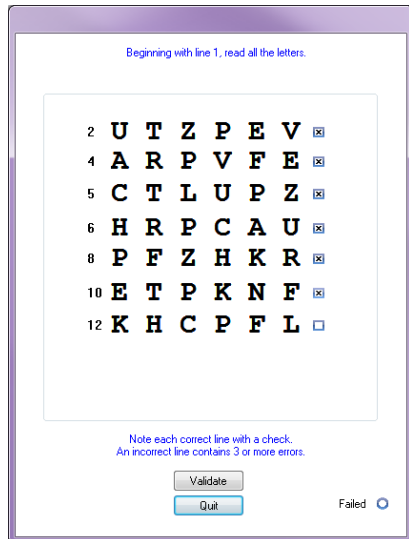 Beginning with line 1, read all the letters.
2 U T Z P E V
4 A R P V F E
5 C T L U P Z
6 H R P C A U
8 P F Z H K R
10 E T P K N F
12 K H C P F L
Note each correct line with a check.
An incorrect line contains 3 or more errors.
Validate
Quit
Failed